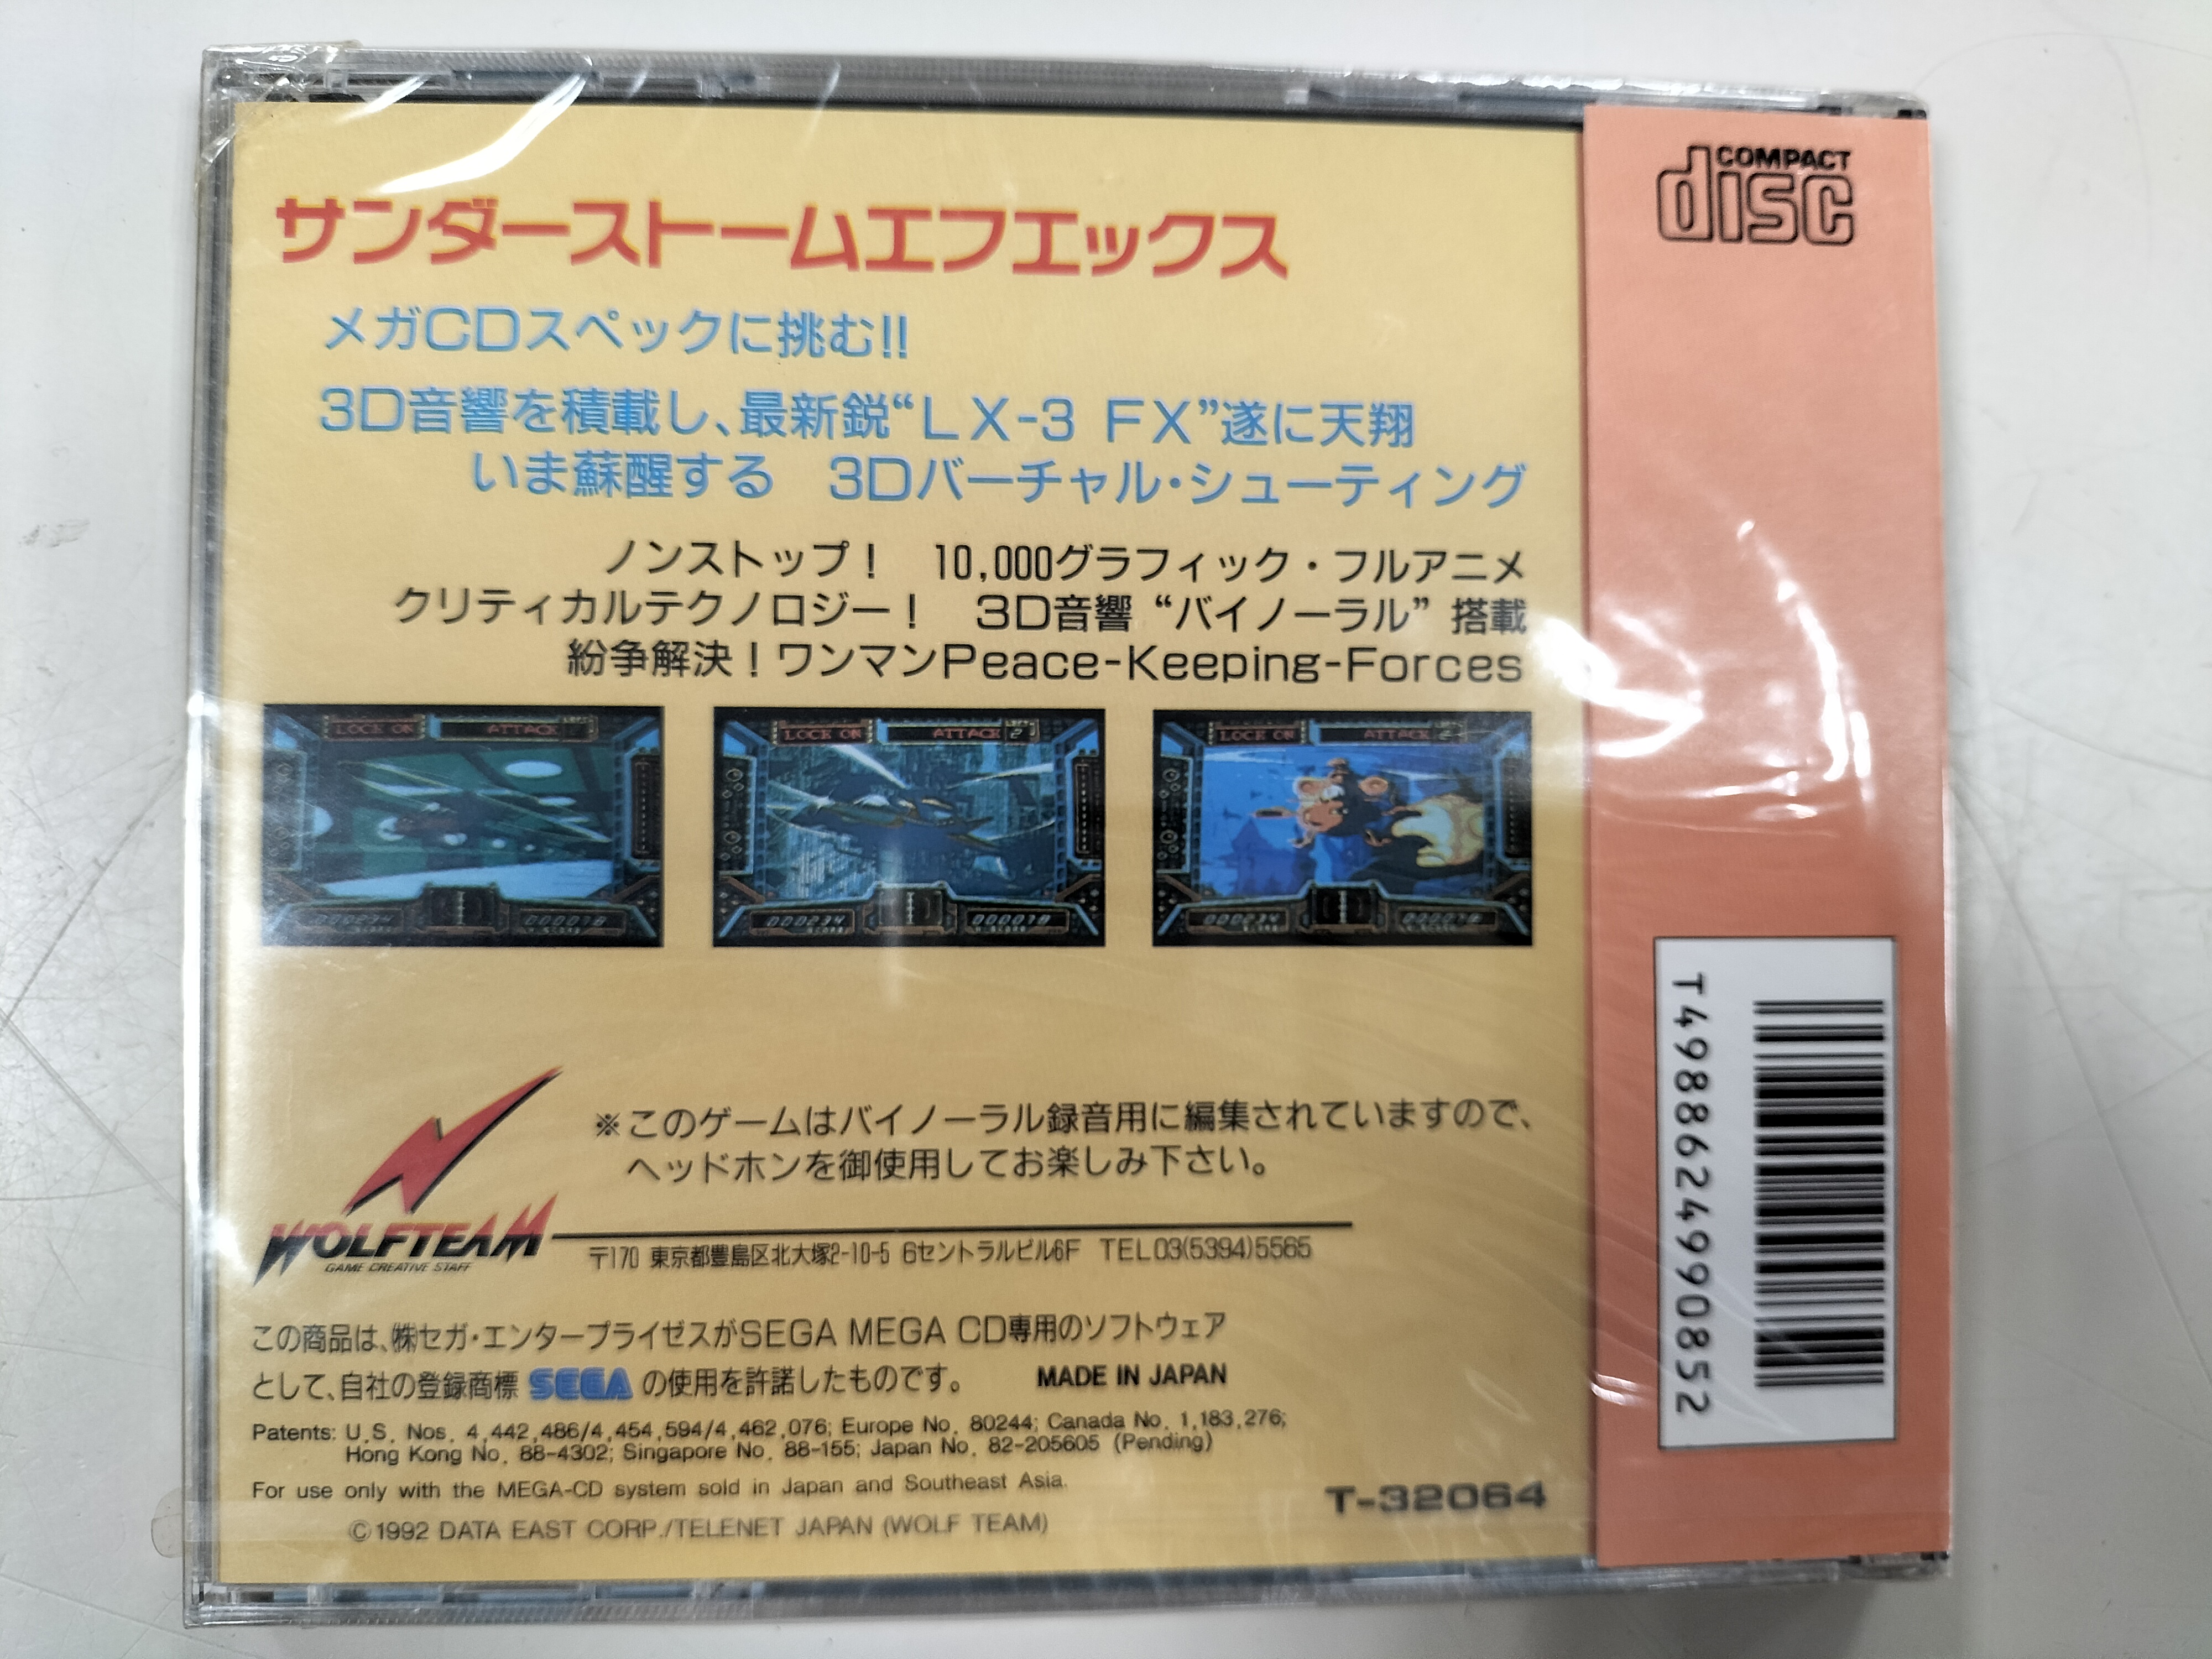 COMPACT
disc
サンダーストームエフエックス
メガCDスペックに挑む!!
3D音響を積載し、最新鋭“LX-3 FX”遂に天翔
いま蘇醒する 3Dバーチャル・シューティング
ノンストップ! 10,000グラフィック・フルアニメ
クリティカルテクノロジー! 3D音響 “バイノーラル” 搭載
紛争解決!ワンマンPeace-Keeping-Forces
LOCK ON ATTACK
LOCK ON ATTACK 2
LOCK ON ATTACK
000234 000078
000234 000078
000234 000078
※このゲームはバイノーラル録音用に編集されていますので、
ヘッドホンを御使用してお楽しみ下さい。
WOLFTEAM
GAME CREATIVE STAFF
〒170 東京都豊島区北大塚2-10-5 6セントラルビル6F TEL03(5394)5565
この商品は、㈱セガ・エンタープライゼスがSEGA MEGA CD専用のソフトウェア
として、自社の登録商標 SEGA の使用を許諾したものです。 MADE IN JAPAN
Patents: U.S. Nos. 4,442,486/4,454,594/4,462,076; Europe No. 80244; Canada No. 1,183,276;
Hong Kong No. 88-4302; Singapore No. 88-155; Japan No. 82-205605 (Pending)
For use only with the MEGA-CD system sold in Japan and Southeast Asia.
T-32064
©1992 DATA EAST CORP./TELENET JAPAN (WOLF TEAM)
T4988624990852